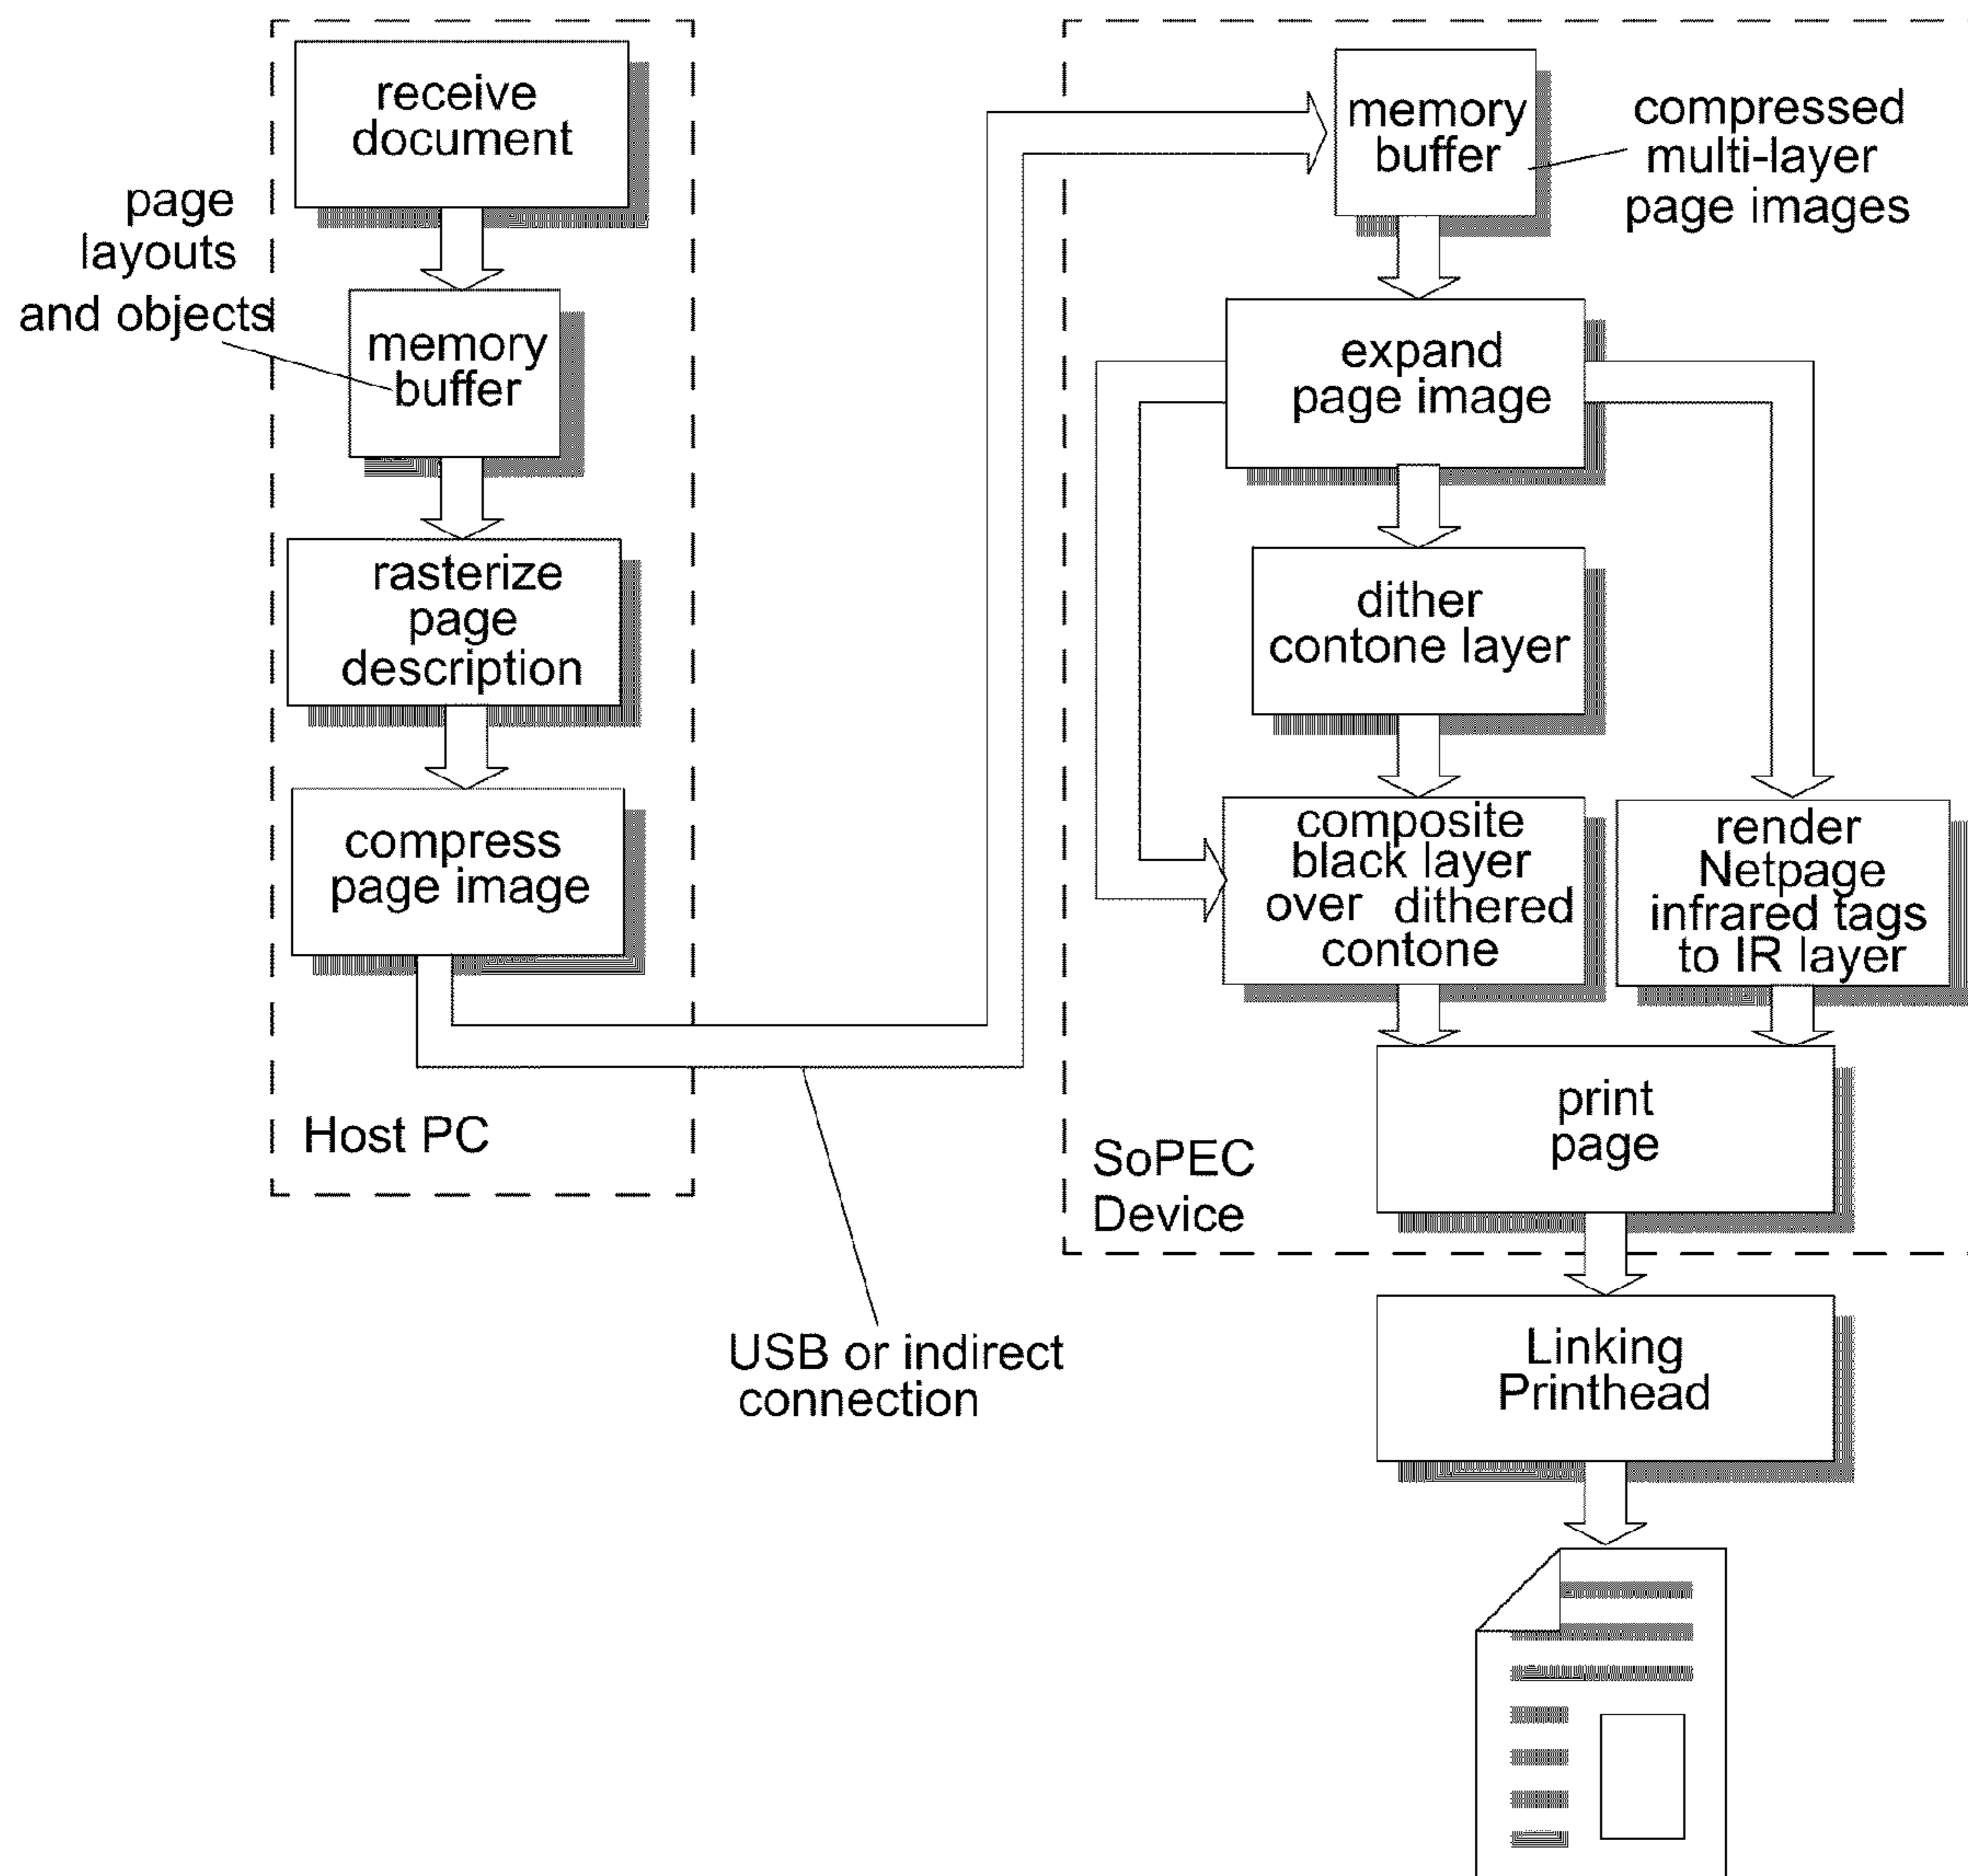 receive
document
page
layouts
and objects
memory
buffer
rasterize
page
description
compress
page image
Host PC
USB or indirect
connection
memory
buffer
compressed
multi-layer
page images
expand
page image
dither
contone layer
composite
black layer
over dithered
contone
render
Netpage
infrared tags
to IR layer
print
page
SoPEC
Device
Linking
Printhead